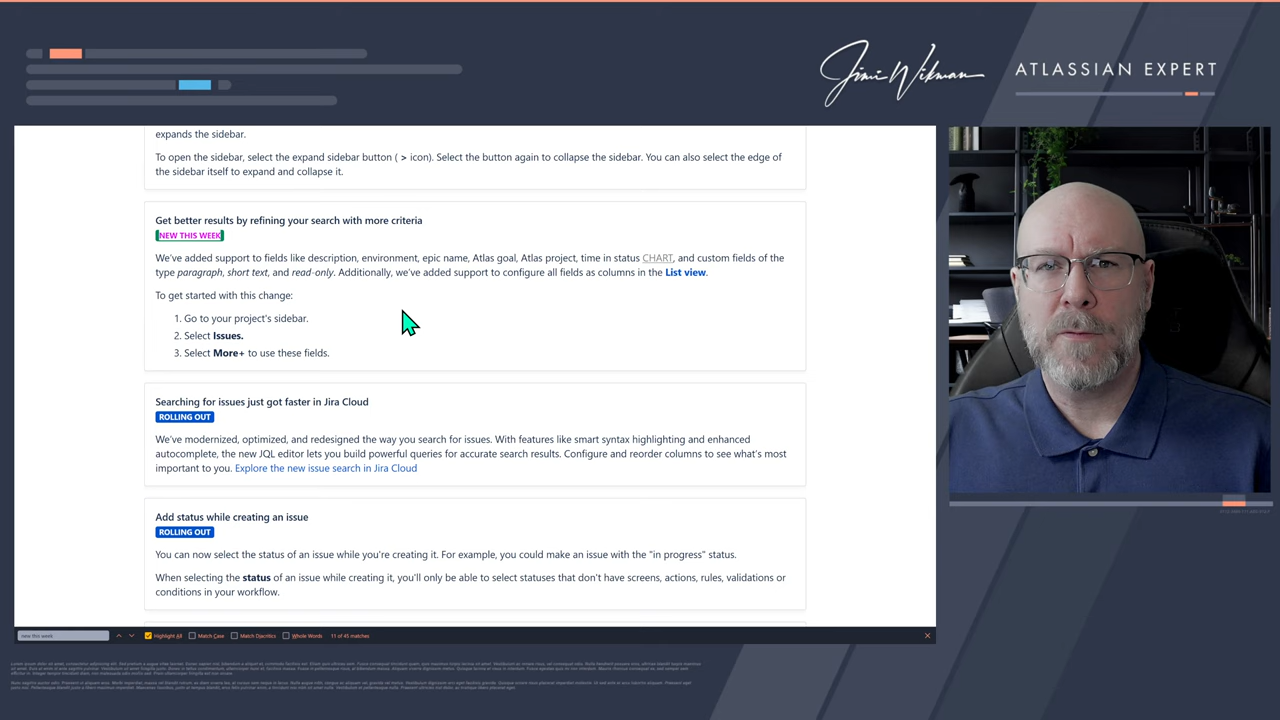 Jimi Wikman
ATLASSIAN EXPERT
expands the sidebar.
To open the sidebar, select the expand sidebar button ( > icon). Select the button again to collapse the sidebar. You can also select the edge of
the sidebar itself to expand and collapse it.
Get better results by refining your search with more criteria
NEW THIS WEEK
We've added support to fields like description, environment, epic name, Atlas goal, Atlas project, time in status CHART, and custom fields of the
type paragraph, short text, and read-only. Additionally, we've added support to configure all fields as columns in the List view.
To get started with this change:
1. Go to your project's sidebar.
2. Select Issues.
3. Select More+ to use these fields.
Searching for issues just got faster in Jira Cloud
ROLLING OUT
We've modernized, optimized, and redesigned the way you search for issues. With features like smart syntax highlighting and enhanced
autocomplete, the new JQL editor lets you build powerful queries for accurate search results. Configure and reorder columns to see what's most
important to you. Explore the new issue search in Jira Cloud
Add status while creating an issue
ROLLING OUT
You can now select the status of an issue while you're creating it. For example, you could make an issue with the "in progress" status.
When selecting the status of an issue while creating it, you'll only be able to select statuses that don't have screens, actions, rules, validations or
conditions in your workflow.
new this week
Highlight All Match Case Match Diacritics Whole Words 11 of 45 matches